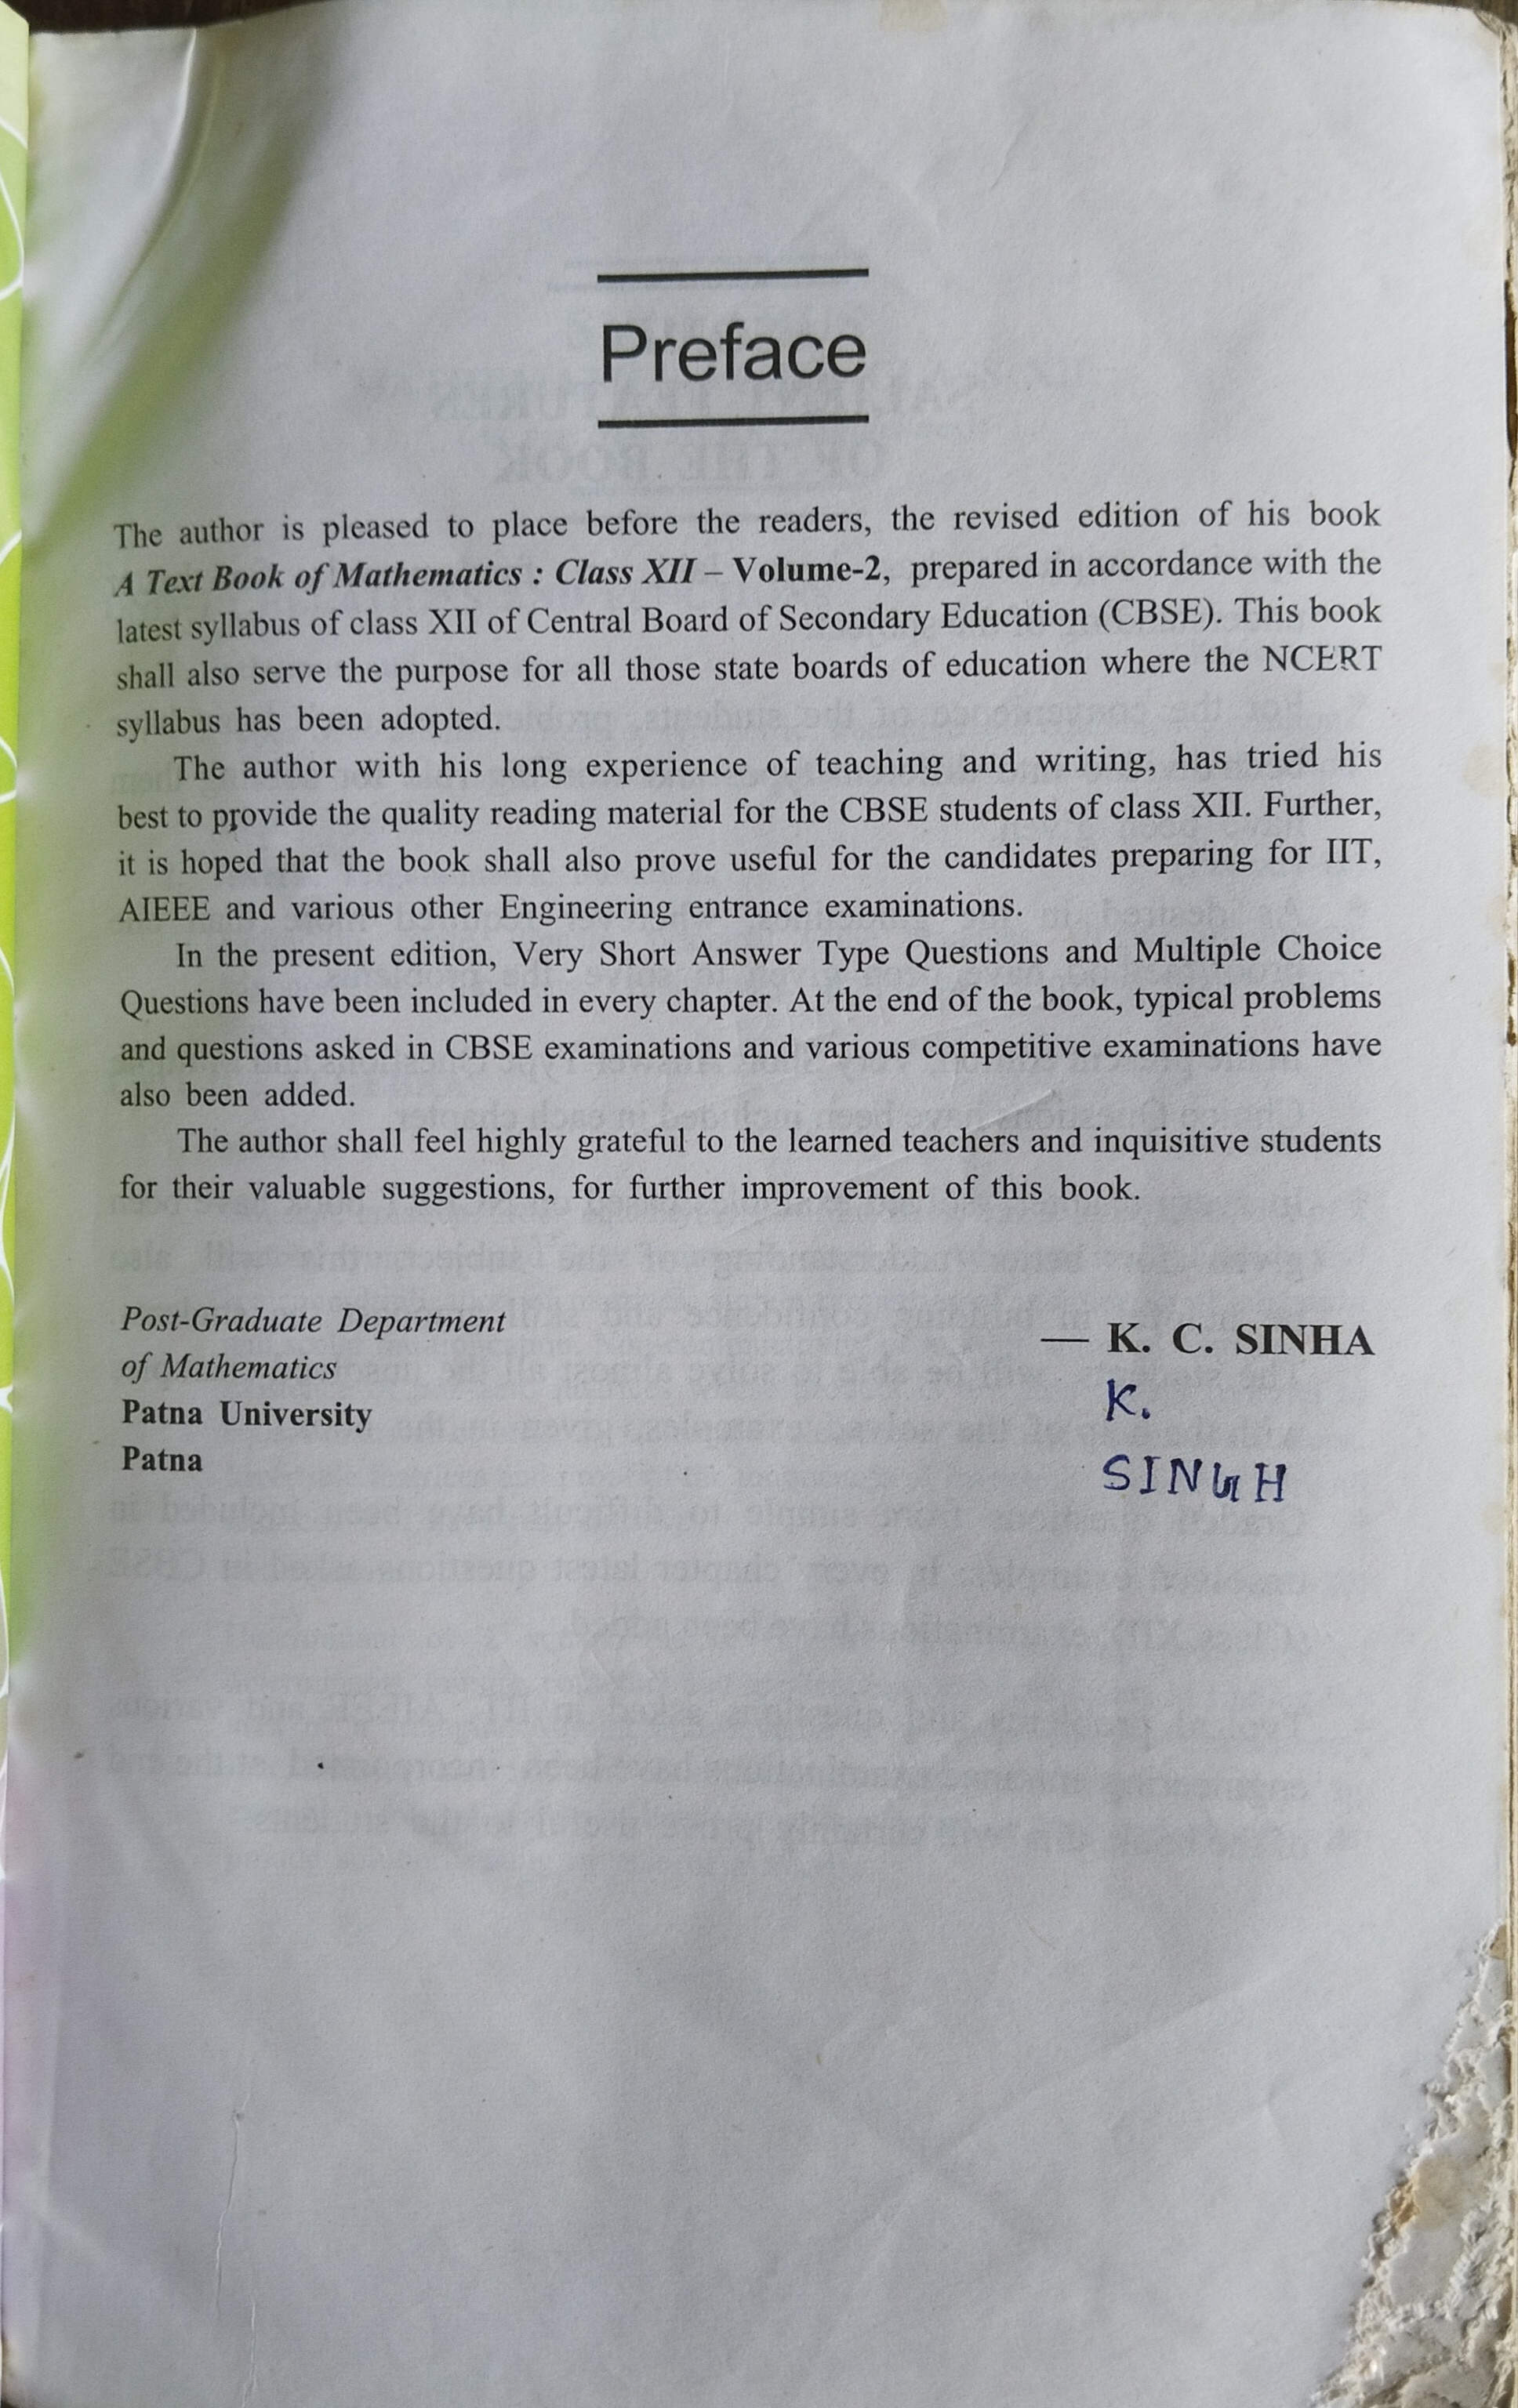 Preface
The author is pleased to place before the readers, the revised edition of his book
A Text Book of Mathematics : Class XII – Volume-2, prepared in accordance with the
latest syllabus of class XII of Central Board of Secondary Education (CBSE). This book
shall also serve the purpose for all those state boards of education where the NCERT
syllabus has been adopted.
The author with his long experience of teaching and writing, has tried his
best to provide the quality reading material for the CBSE students of class XII. Further,
it is hoped that the book shall also prove useful for the candidates preparing for IIT,
AIEEE and various other Engineering entrance examinations.
In the present edition, Very Short Answer Type Questions and Multiple Choice
Questions have been included in every chapter. At the end of the book, typical problems
and questions asked in CBSE examinations and various competitive examinations have
also been added.
The author shall feel highly grateful to the learned teachers and inquisitive students
for their valuable suggestions, for further improvement of this book.
Post-Graduate Department
of Mathematics
Patna University
Patna
— K. C. SINHA
K.
SINGH